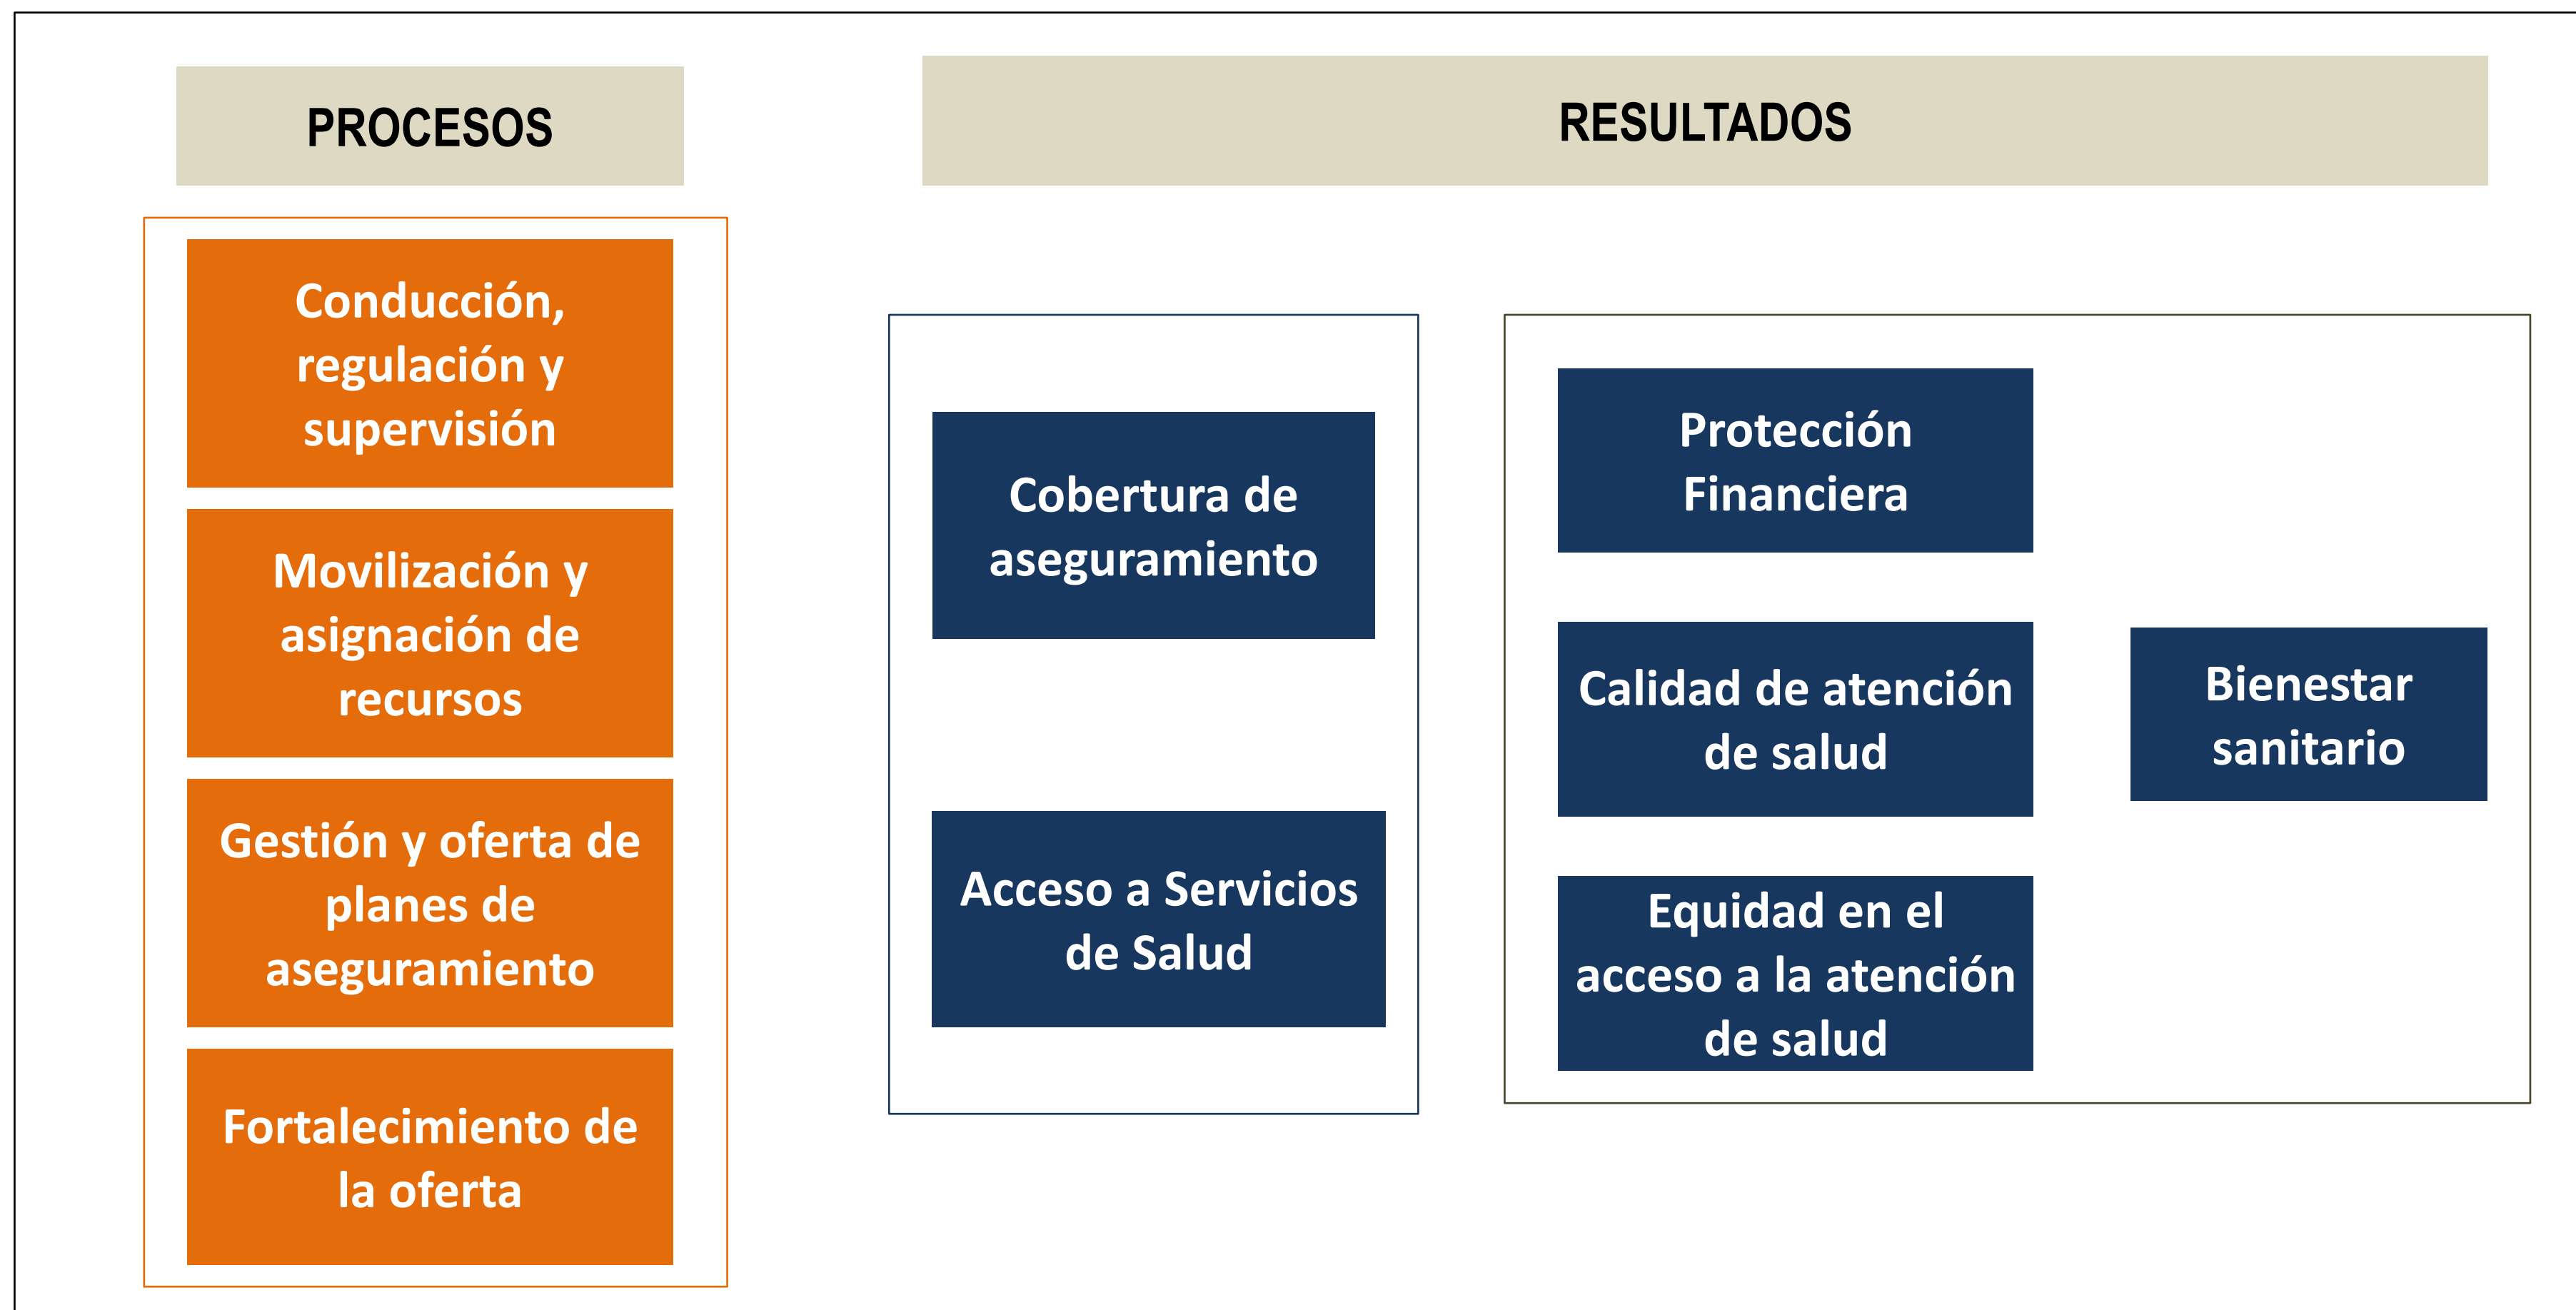 PROCESOS
RESULTADOS
Conducción,
regulación y
supervisión
Movilización y
asignación de
recursos
Gestión y oferta de
planes de
aseguramiento
Fortalecimiento de
la oferta
Cobertura de
aseguramiento
Acceso a Servicios
de Salud
Protección
Financiera
Calidad de atención
de salud
Equidad en el
acceso a la atención
de salud
Bienestar
sanitario